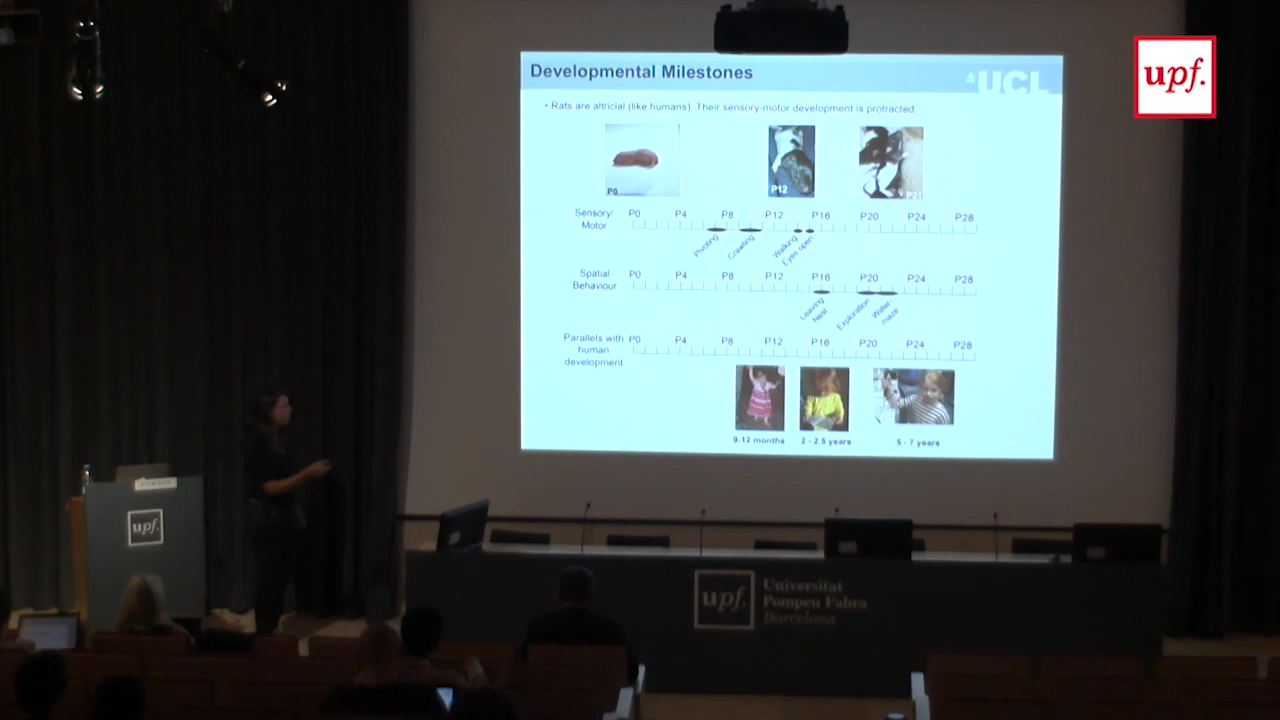 upf.
Developmental Milestones
UCL
• Rats are altricial (like humans). Their sensory-motor development is protracted.
P0
P12
P21
Sensory/
Motor
P0 P4 P8 P12 P16 P20 P24 P28
Pivoting
Crawling
Walking
Eyes open
Spatial
Behaviour
P0 P4 P8 P12 P16 P20 P24 P28
Leaving
Nest
Exploration
Water-
maze
Parallels with
human
development
P0 P4 P8 P12 P16 P20 P24 P28
9-12 months
2 - 2.5 years
5 - 7 years
upf.
upf.
Universitat
Pompeu Fabra
Barcelona